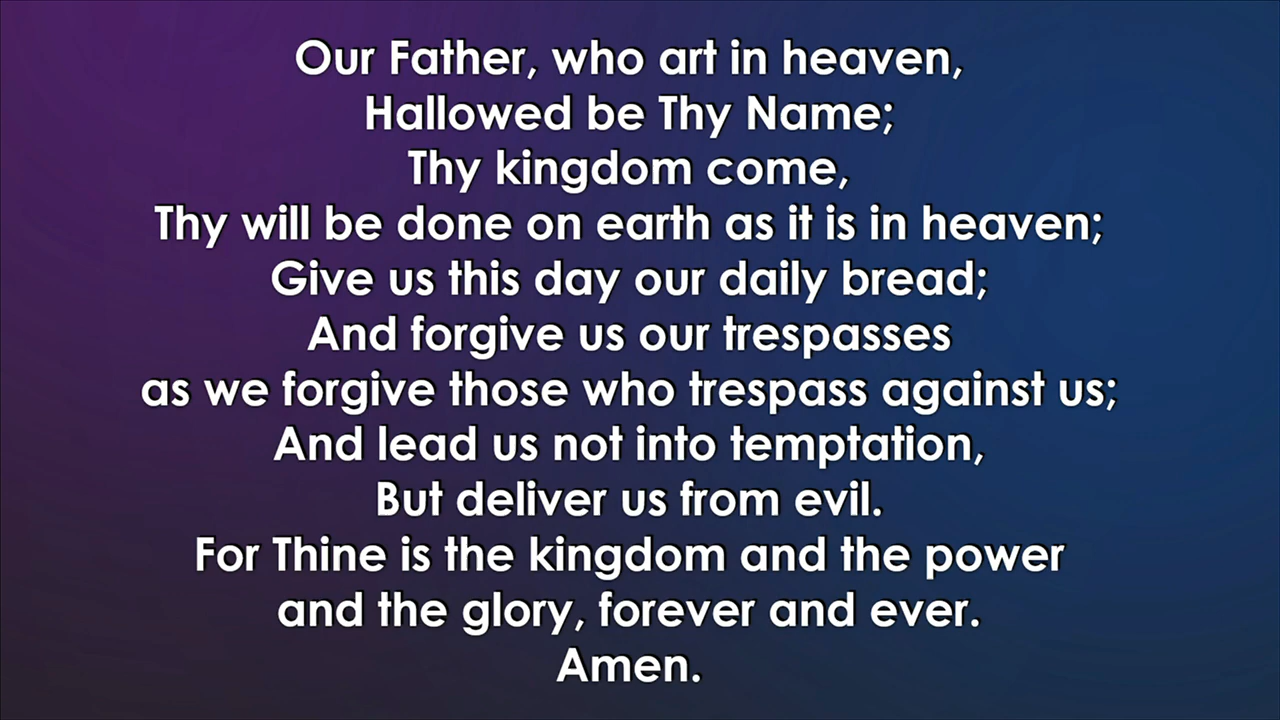 Our Father, who art in heaven,
Hallowed be Thy Name;
Thy kingdom come,
Thy will be done on earth as it is in heaven;
Give us this day our daily bread;
And forgive us our trespasses
as we forgive those who trespass against us;
And lead us not into temptation,
But deliver us from evil.
For Thine is the kingdom and the power
and the glory, forever and ever.
Amen.